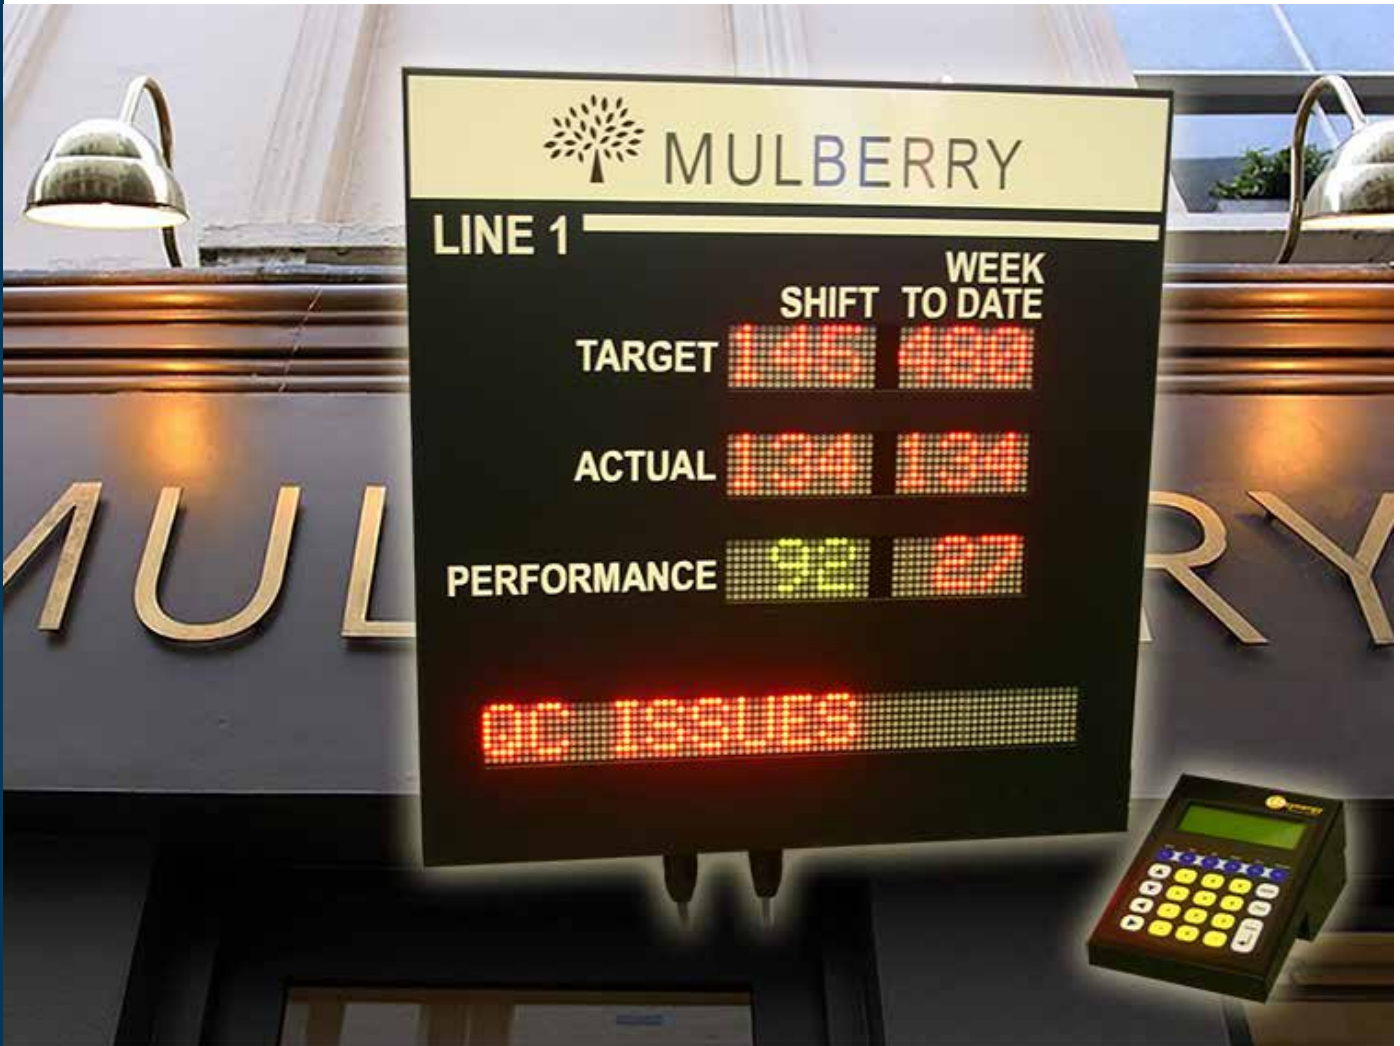 MULBERRY
LINE 1
WEEK
SHIFT TO DATE
TARGET 145 480
ACTUAL 134 134
PERFORMANCE 92 27
QC ISSUES
MUL RRY